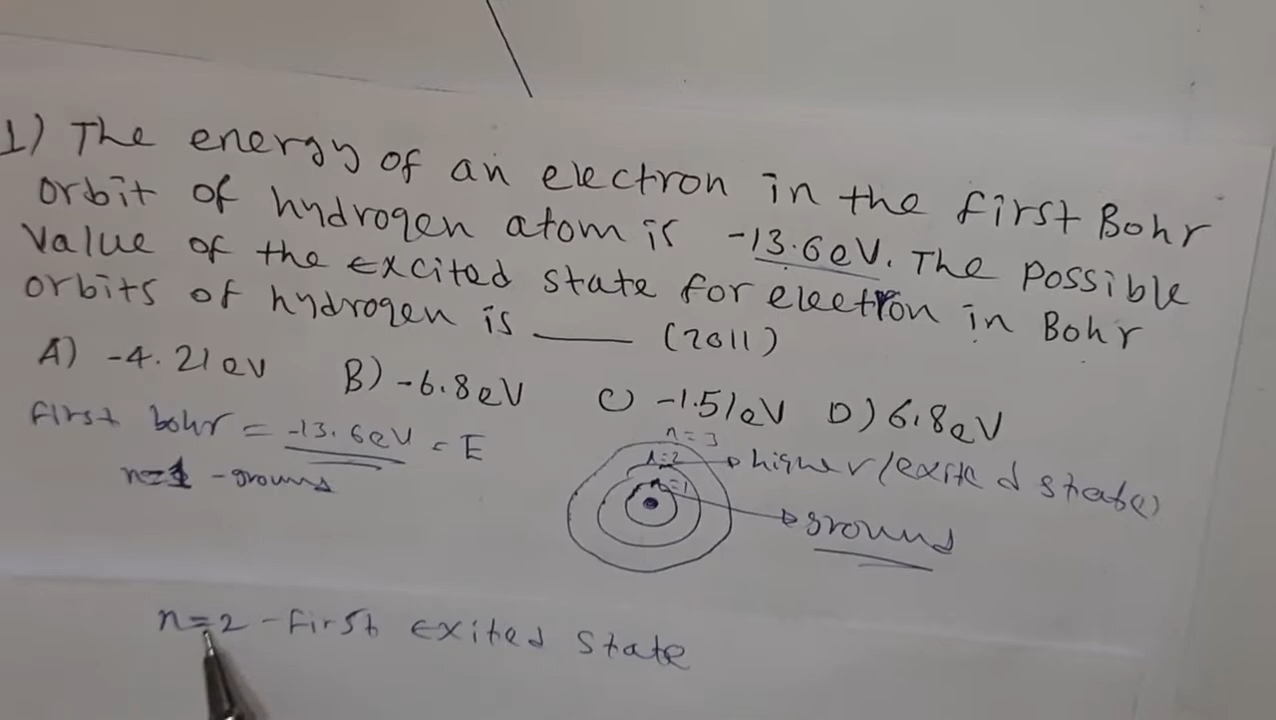 1) The energy of an electron in the first Bohr
orbit of hydrogen atom is -13.6eV. The possible
value of the excited state for electron in Bohr
orbits of hydrogen is ____ (2011)
A) -4.21eV B) -6.8eV C) -1.51eV D) 6.8eV
first bohr = -13.6eV = E
n=1 - ground
n=3
n=2 → higher/exited state)
n=1
→ ground
n=2 - first exited state